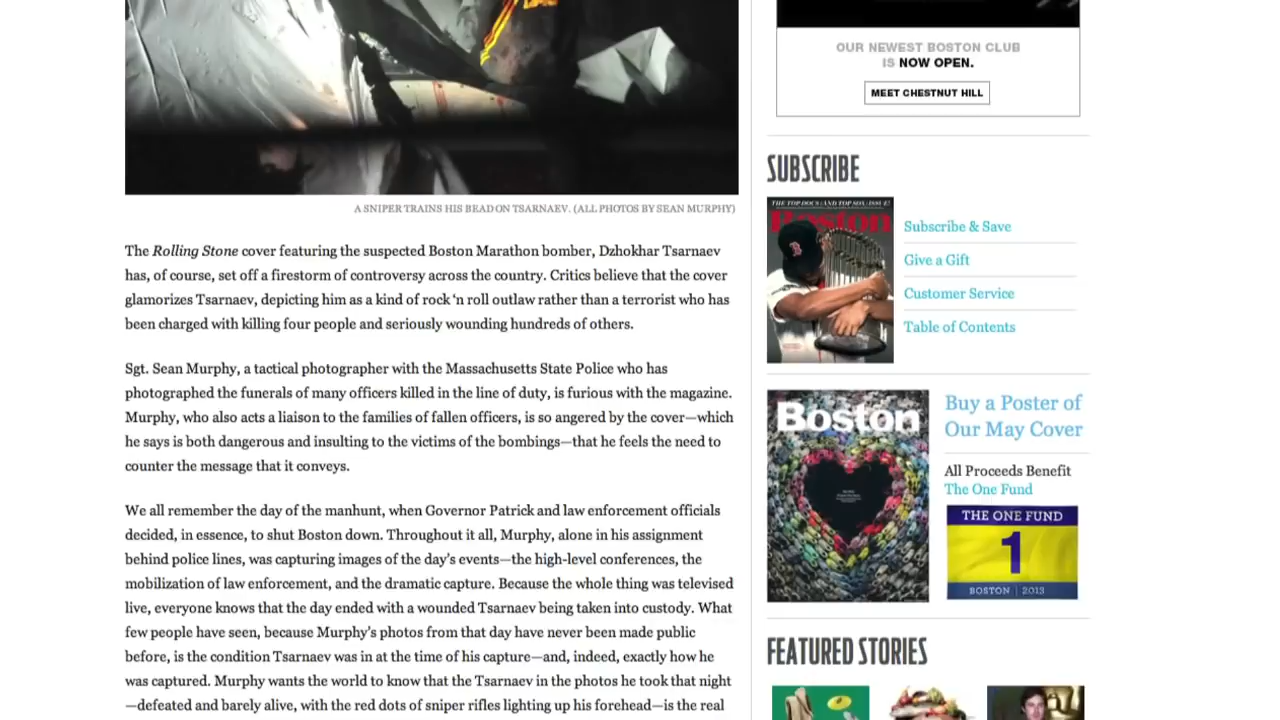 OUR NEWEST BOSTON CLUB
IS NOW OPEN.
MEET CHESTNUT HILL
A SNIPER TRAINS HIS BEAD ON TSARNAEV. (ALL PHOTOS BY SEAN MURPHY)
The Rolling Stone cover featuring the suspected Boston Marathon bomber, Dzhokhar Tsarnaev
has, of course, set off a firestorm of controversy across the country. Critics believe that the cover
glamorizes Tsarnaev, depicting him as a kind of rock ‘n roll outlaw rather than a terrorist who has
been charged with killing four people and seriously wounding hundreds of others.
Sgt. Sean Murphy, a tactical photographer with the Massachusetts State Police who has
photographed the funerals of many officers killed in the line of duty, is furious with the magazine.
Murphy, who also acts a liaison to the families of fallen officers, is so angered by the cover—which
he says is both dangerous and insulting to the victims of the bombings—that he feels the need to
counter the message that it conveys.
We all remember the day of the manhunt, when Governor Patrick and law enforcement officials
decided, in essence, to shut Boston down. Throughout it all, Murphy, alone in his assignment
behind police lines, was capturing images of the day’s events—the high-level conferences, the
mobilization of law enforcement, and the dramatic capture. Because the whole thing was televised
live, everyone knows that the day ended with a wounded Tsarnaev being taken into custody. What
few people have seen, because Murphy’s photos from that day have never been made public
before, is the condition Tsarnaev was in at the time of his capture—and, indeed, exactly how he
was captured. Murphy wants the world to know that the Tsarnaev in the photos he took that night
—defeated and barely alive, with the red dots of sniper rifles lighting up his forehead—is the real
SUBSCRIBE
THE TOP DOCS (AND TOP SOX) ISSUE!
Boston
Subscribe & Save
Give a Gift
Customer Service
Table of Contents
Boston
Buy a Poster of
Our May Cover
All Proceeds Benefit
The One Fund
THE ONE FUND
1
BOSTON | 2013
FEATURED STORIES